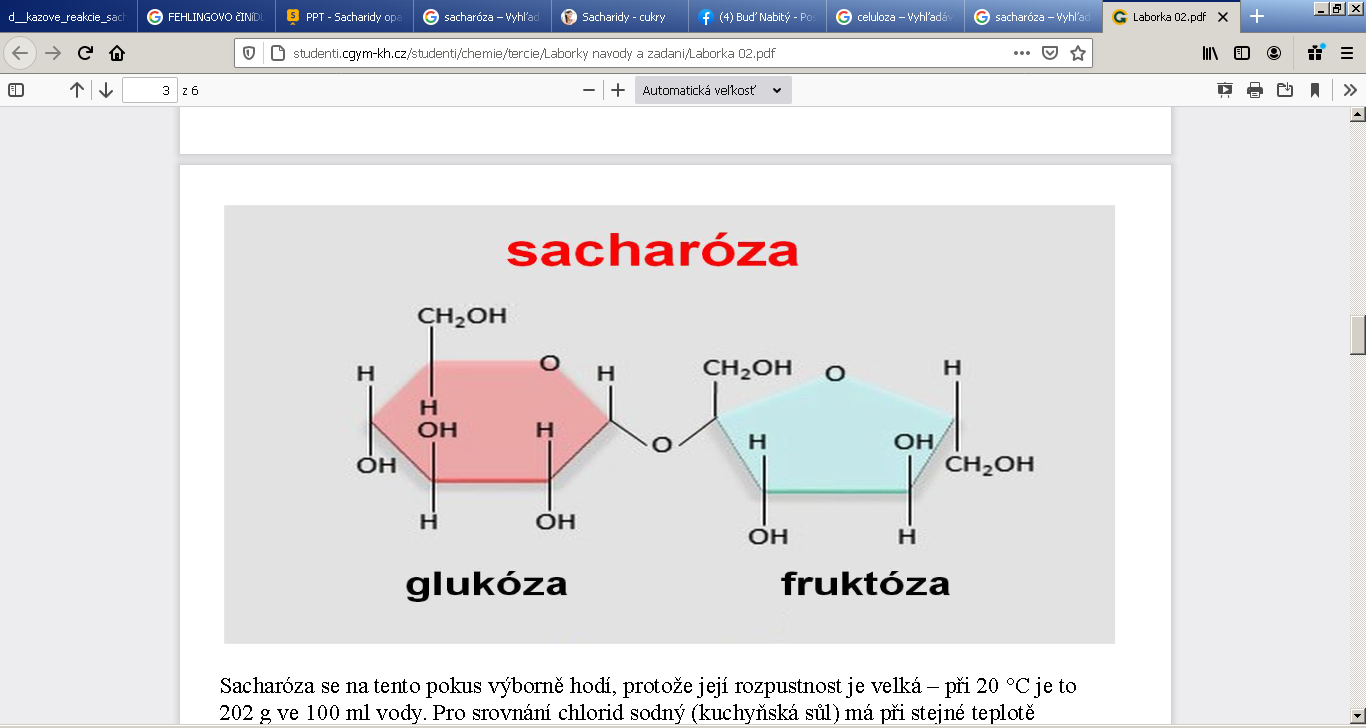 d__kazove_reakcie_sach
FEHLINGOVO čINiDL
PPT - Sacharidy opa
sacharóza – Vyhľad
Sacharidy - cukry
(4) Buď Nabitý - Pos
celuloza – Vyhľadáv
sacharóza – Vyhľad
Laborka 02.pdf
studenti.cgym-kh.cz/studenti/chemie/tercie/Laborky navody a zadani/Laborka 02.pdf
3 z 6
Automatická veľkosť
sacharóza
CH2OH
H
O
H
CH2OH
O
H
H
OH
H
O
H
OH
OH
CH2OH
H
OH
OH
H
glukóza
fruktóza
Sacharóza se na tento pokus výborně hodí, protože její rozpustnost je velká – při 20 °C je to
202 g ve 100 ml vody. Pro srovnání chlorid sodný (kuchyňská sůl) má při stejné teplotě